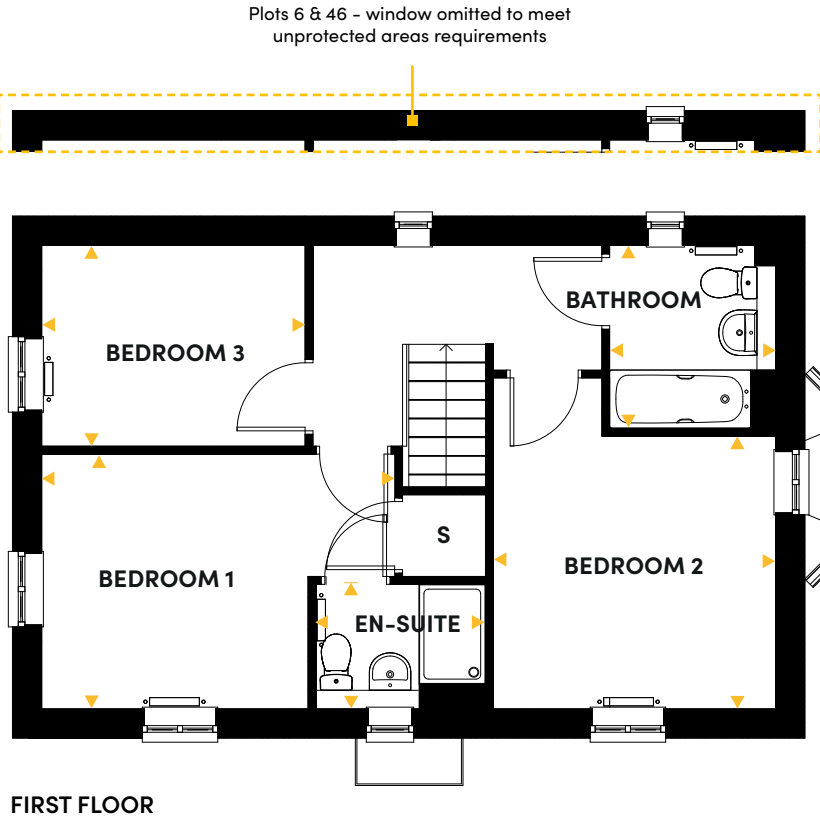 Plots 6 & 46 - window omitted to meet
unprotected areas requirements
BATHROOM
BEDROOM 3
S
BEDROOM 2
BEDROOM 1
EN-SUITE
FIRST FLOOR